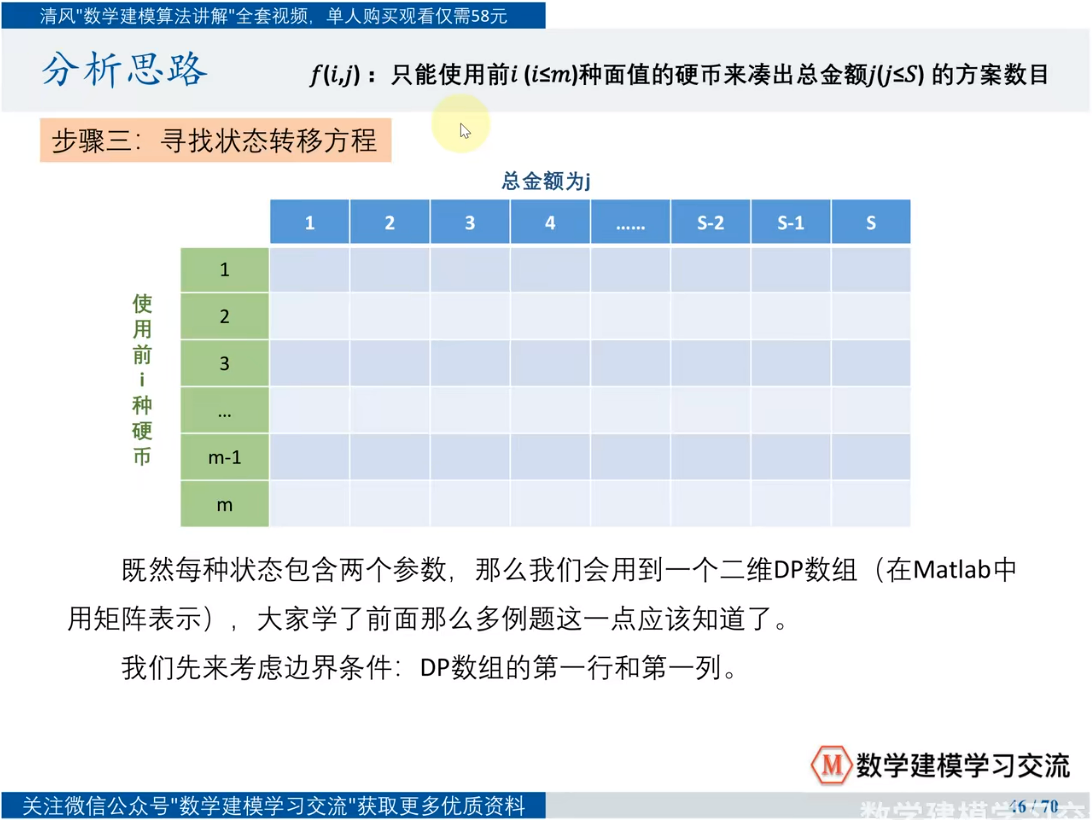 清风"数学建模算法讲解"全套视频，单人购买观看仅需58元
分析思路
f(i,j)：只能使用前i (i≤m)种面值的硬币来凑出总金额j(j≤S) 的方案数目
步骤三：寻找状态转移方程
总金额为j
1 2 3 4 …… S-2 S-1 S
使用前i种硬币
1
2
3
...
m-1
m
既然每种状态包含两个参数，那么我们会用到一个二维DP数组（在Matlab中
用矩阵表示），大家学了前面那么多例题这一点应该知道了。
我们先来考虑边界条件：DP数组的第一行和第一列。
M 数学建模学习交流
关注微信公众号"数学建模学习交流"获取更多优质资料
数学建模学习交
46 / 70